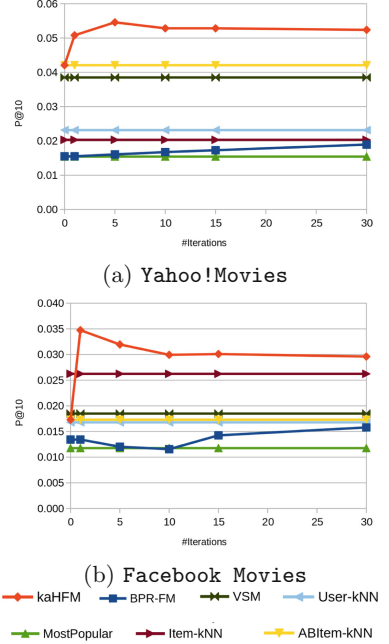 0.06
0.05
0.04
0.03
0.02
0.01
0.00
P@10
0 5 10 15 20 25 30
#Iterations
(a) Yahoo!Movies
0.040
0.035
0.030
0.025
0.020
0.015
0.010
0.005
0.000
P@10
0 5 10 15 20 25 30
#Iterations
(b) Facebook Movies
kaHFM BPR-FM VSM User-kNN
MostPopular Item-kNN ABItem-kNN